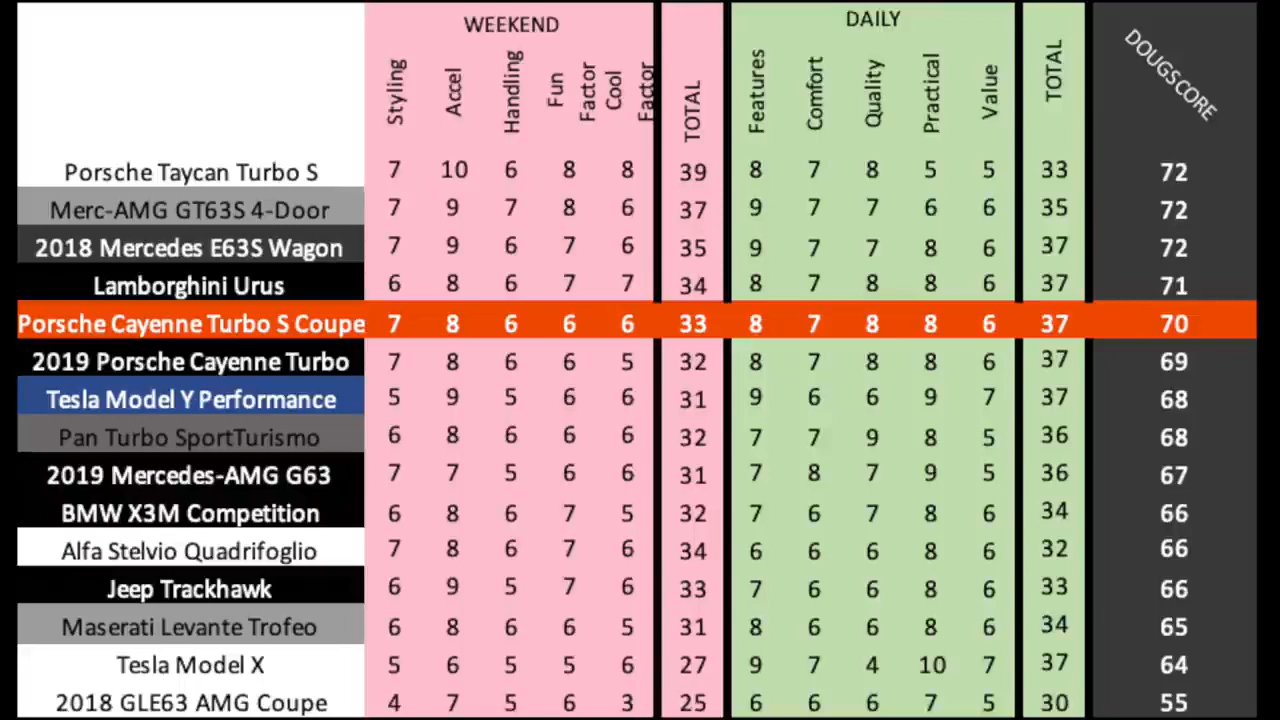 WEEKEND DAILY
Styling Accel Handling Fun Factor Cool Factor TOTAL Features Comfort Quality Practical Value TOTAL DOUGSCORE
Porsche Taycan Turbo S 7 10 6 8 8 39 8 7 8 5 5 33 72
Merc-AMG GT63S 4-Door 7 9 7 8 6 37 9 7 7 6 6 35 72
2018 Mercedes E63S Wagon 7 9 6 7 6 35 9 7 7 8 6 37 72
Lamborghini Urus 6 8 6 7 7 34 8 7 8 8 6 37 71
Porsche Cayenne Turbo S Coupe 7 8 6 6 6 33 8 7 8 8 6 37 70
2019 Porsche Cayenne Turbo 7 8 6 6 5 32 8 7 8 8 6 37 69
Tesla Model Y Performance 5 9 5 6 6 31 9 6 6 9 7 37 68
Pan Turbo SportTurismo 6 8 6 6 6 32 7 7 9 8 5 36 68
2019 Mercedes-AMG G63 7 7 5 6 6 31 7 8 7 9 5 36 67
BMW X3M Competition 6 8 6 7 5 32 7 6 7 8 6 34 66
Alfa Stelvio Quadrifoglio 7 8 6 7 6 34 6 6 6 8 6 32 66
Jeep Trackhawk 6 9 5 7 6 33 7 6 6 8 6 33 66
Maserati Levante Trofeo 6 8 6 6 5 31 8 6 6 8 6 34 65
Tesla Model X 5 6 5 5 6 27 9 7 4 10 7 37 64
2018 GLE63 AMG Coupe 4 7 5 6 3 25 6 6 6 7 5 30 55